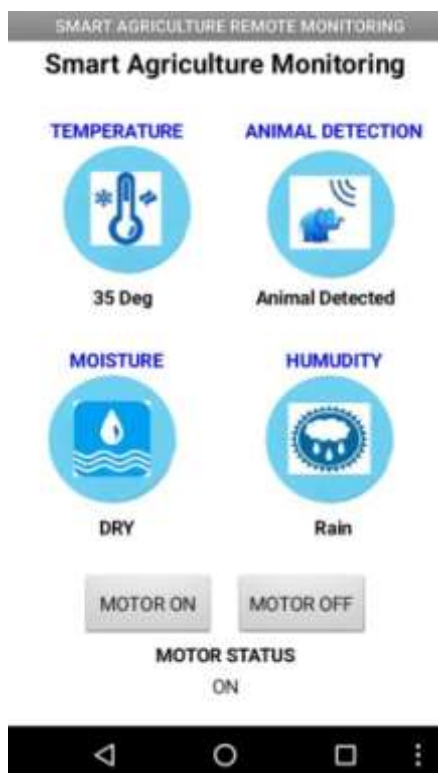 SMART AGRICULTURE REMOTE MONITORING
Smart Agriculture Monitoring
TEMPERATURE
ANIMAL DETECTION
35 Deg
Animal Detected
MOISTURE
HUMUDITY
DRY
Rain
MOTOR ON
MOTOR OFF
MOTOR STATUS
ON